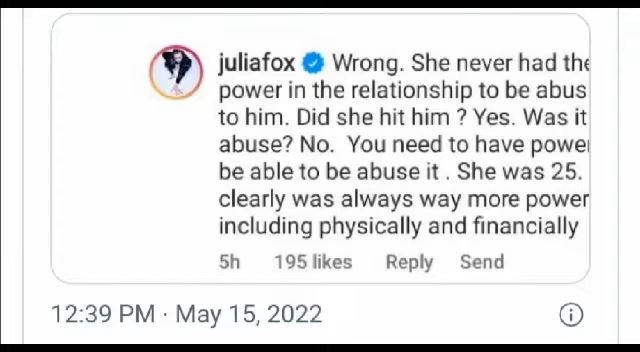 juliafox Wrong. She never had the
power in the relationship to be abus
to him. Did she hit him ? Yes. Was it
abuse? No. You need to have power
be able to be abuse it . She was 25.
clearly was always way more power
including physically and financially
5h 195 likes Reply Send
12:39 PM · May 15, 2022